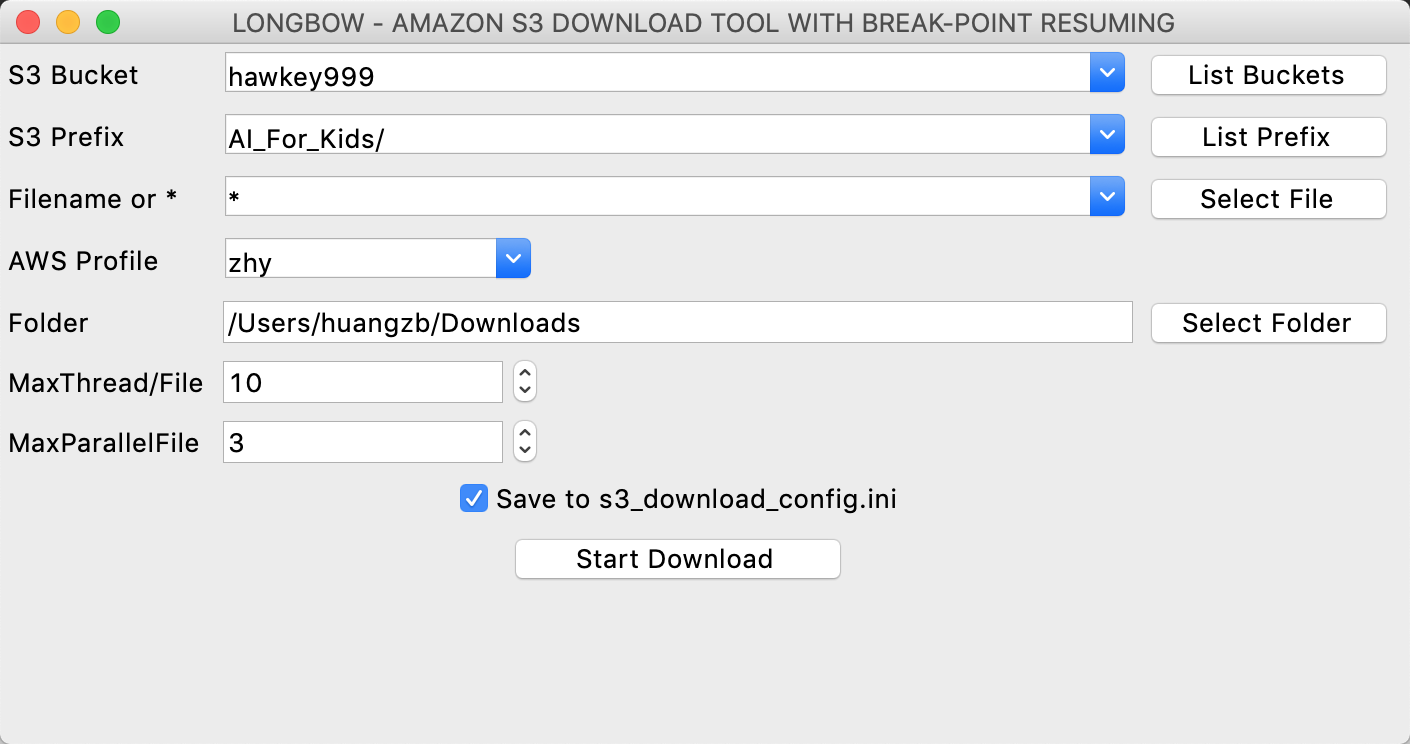 LONGBOW - AMAZON S3 DOWNLOAD TOOL WITH BREAK-POINT RESUMING
S3 Bucket hawkey999 List Buckets
S3 Prefix AI_For_Kids/ List Prefix
Filename or * * Select File
AWS Profile zhy
Folder /Users/huangzb/Downloads Select Folder
MaxThread/File 10
MaxParallelFile 3
Save to s3_download_config.ini
Start Download